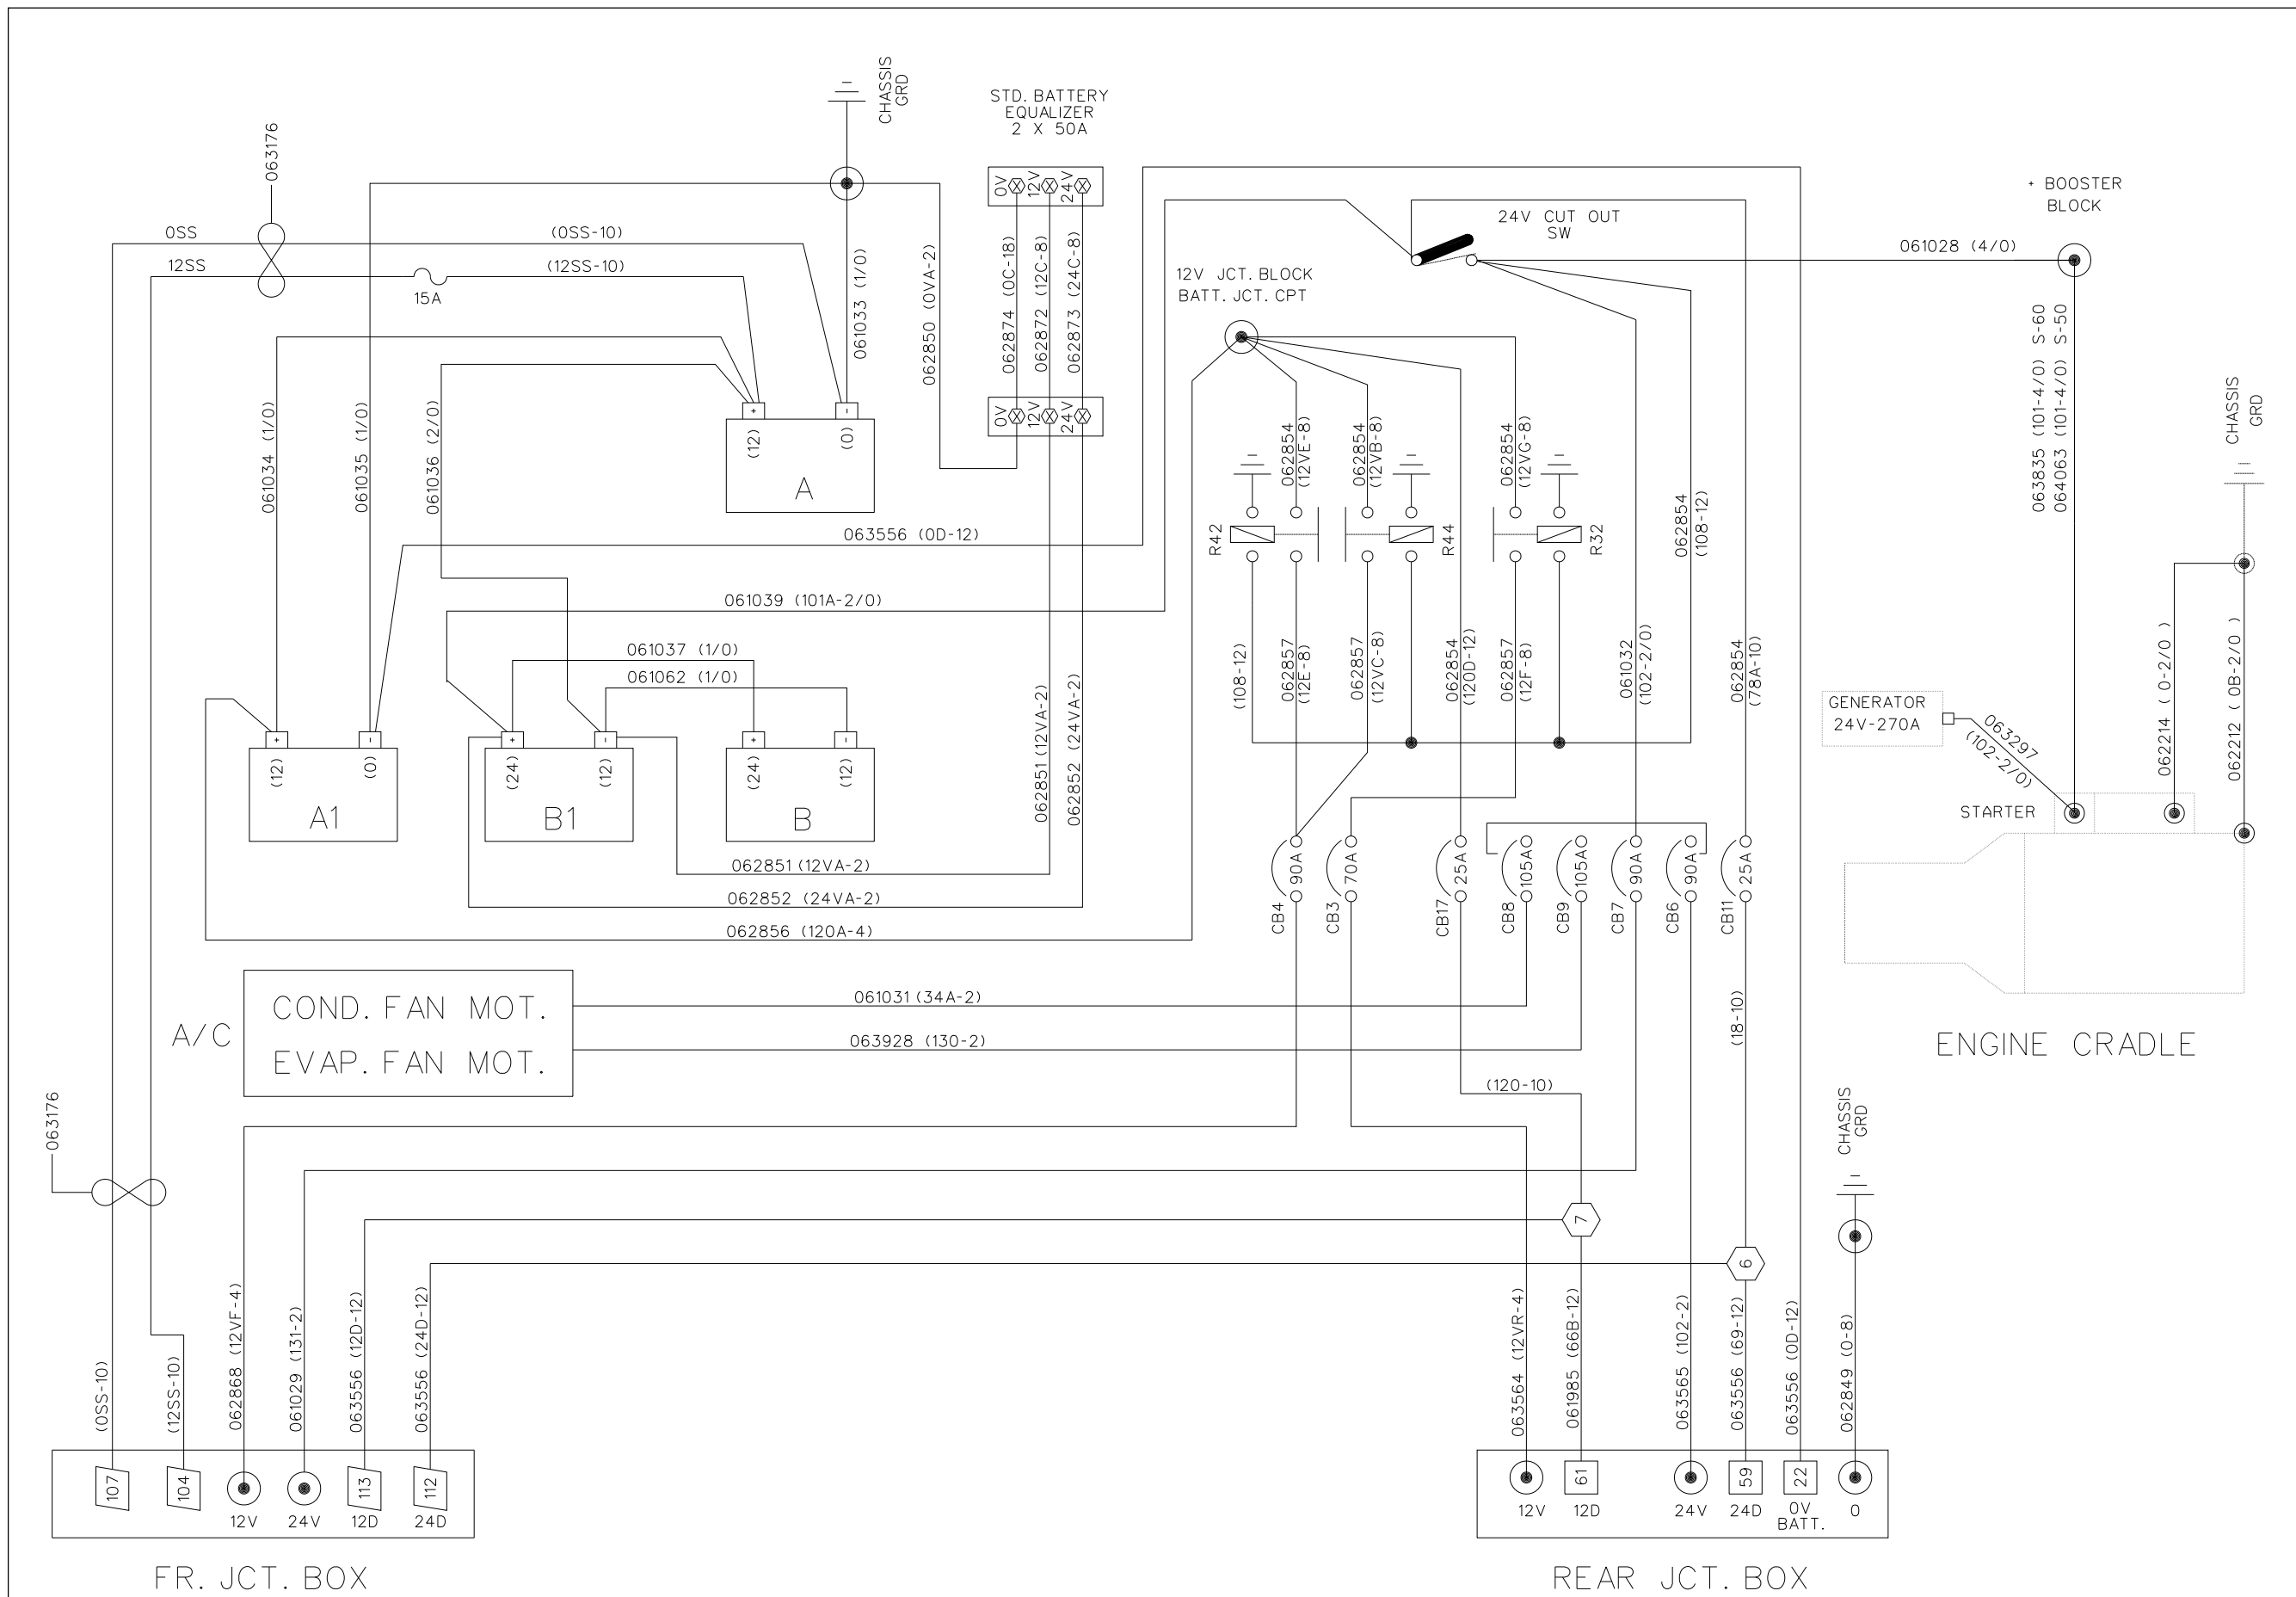 CHASSIS
GRD
STD. BATTERY
EQUALIZER
2 X 50A
063176
0SS
(0SS-10)
12SS
(12SS-10)
15A
0V
12V
24V
24V CUT OUT
SW
+ BOOSTER
BLOCK
061028 (4/0)
12V JCT. BLOCK
BATT. JCT. CPT
061033 (1/0)
062850 (0VA-2)
062874 (0C-18)
062872 (12C-8)
062873 (24C-8)
0V
12V
24V
063835 (101-4/0) S-60
064063 (101-4/0) S-50
CHASSIS
GRD
061034 (1/0)
061035 (1/0)
061036 (2/0)
+
-
(12)
(0)
A
062854
(12VE-8)
062854
(12VB-8)
062854
(12VG-8)
062854
(108-12)
R42
R44
R32
063556 (0D-12)
061039 (101A-2/0)
061037 (1/0)
061062 (1/0)
(108-12)
062857
(12E-8)
062857
(12VC-8)
062854
(120D-12)
062857
(12F-8)
061032
(102-2/0)
062854
(78A-10)
062851 (12VA-2)
062852 (24VA-2)
GENERATOR
24V-270A
063297
(102-2/0)
062214 ( 0-2/0 )
062212 ( 0B-2/0 )
STARTER
+
-
(12)
(0)
A1
+
-
(24)
(12)
B1
+
-
(24)
(12)
B
062851 (12VA-2)
062852 (24VA-2)
062856 (120A-4)
90A
70A
25A
105A
105A
90A
90A
25A
CB4
CB3
CB17
CB8
CB9
CB7
CB6
CB11
A/C
COND. FAN MOT.
EVAP. FAN MOT.
061031 (34A-2)
063928 (130-2)
(18-10)
ENGINE CRADLE
(120-10)
063176
CHASSIS
GRD
7
6
(0SS-10)
(12SS-10)
062868 (12VF-4)
061029 (131-2)
063556 (12D-12)
063556 (24D-12)
063564 (12VR-4)
061985 (66B-12)
063565 (102-2)
063556 (69-12)
063556 (0D-12)
062849 (0-8)
107
104
113
112
12V
24V
12D
24D
61
59
22
12V
12D
24V
24D
0V
BATT.
0
FR. JCT. BOX
REAR JCT. BOX